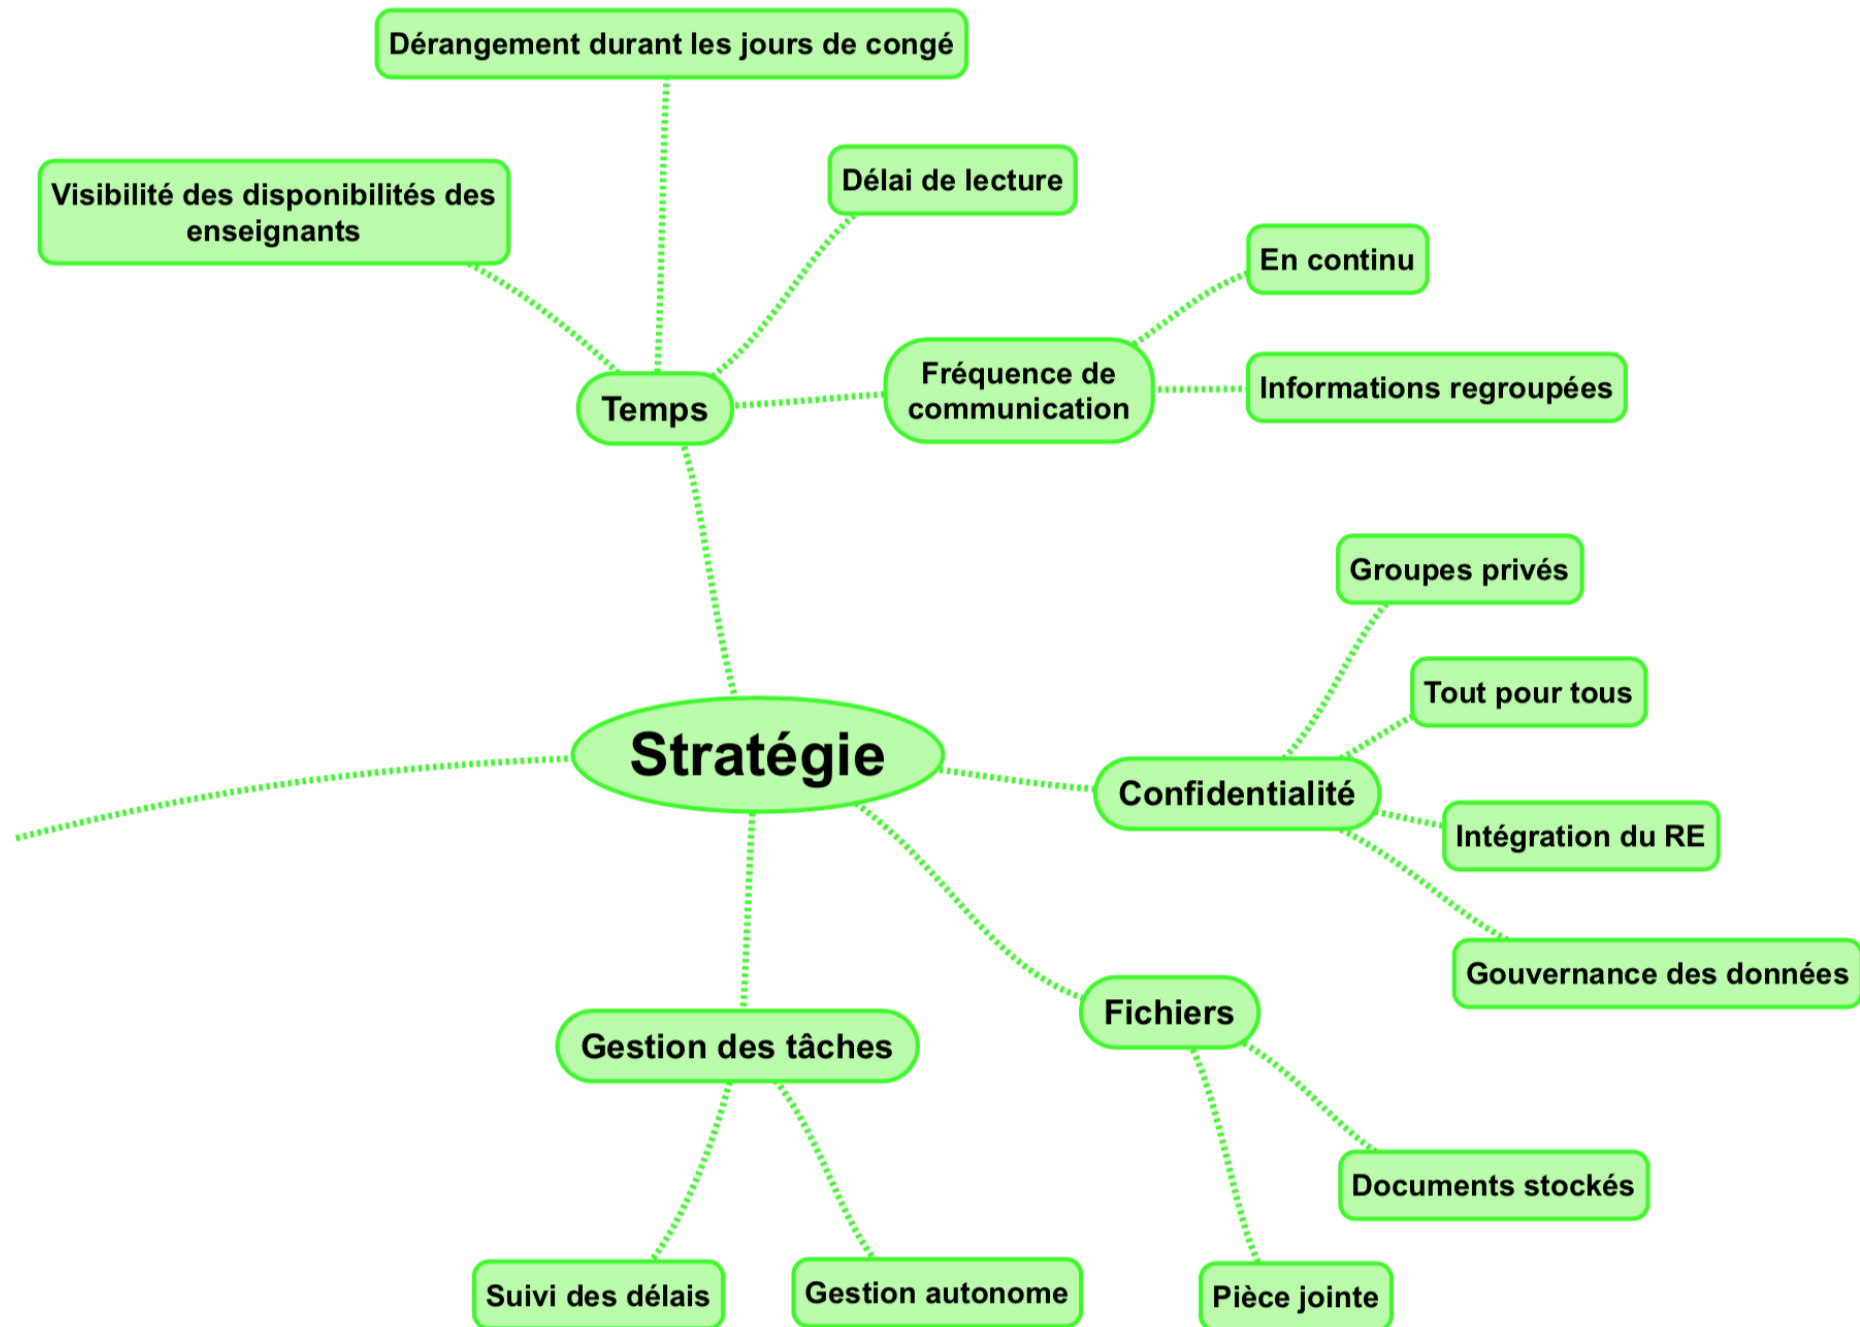 Dérangement durant les jours de congé
Visibilité des disponibilités des
enseignants
Délai de lecture
En continu
Fréquence de
communication
Informations regroupées
Temps
Groupes privés
Tout pour tous
Stratégie
Confidentialité
Intégration du RE
Gouvernance des données
Fichiers
Gestion des tâches
Documents stockés
Suivi des délais
Gestion autonome
Pièce jointe